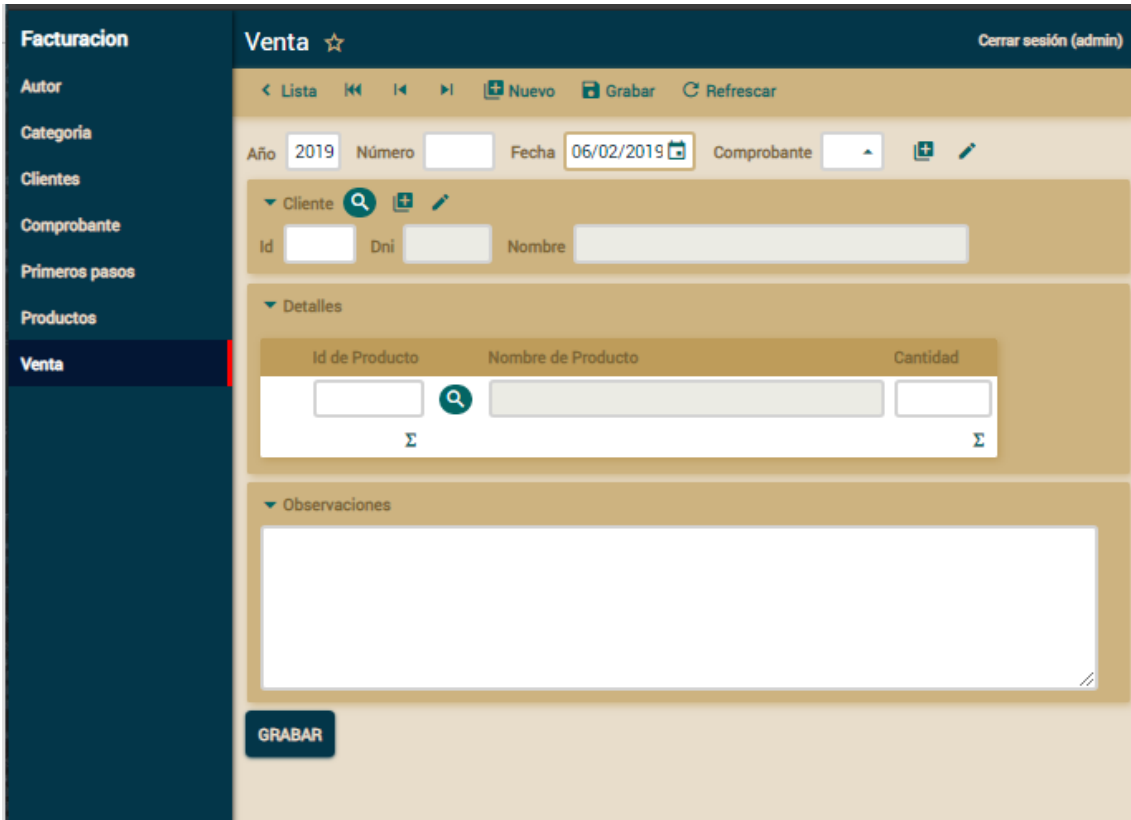 Facturacion
Autor
Categoria
Clientes
Comprobante
Primeros pasos
Productos
Venta
Venta
Cerrar sesión (admin)
Lista Nuevo Grabar Refrescar
Año 2019 Número Fecha 06/02/2019 Comprobante
Cliente
Id Dni Nombre
Detalles
Id de Producto Nombre de Producto Cantidad
Σ Σ
Observaciones
GRABAR